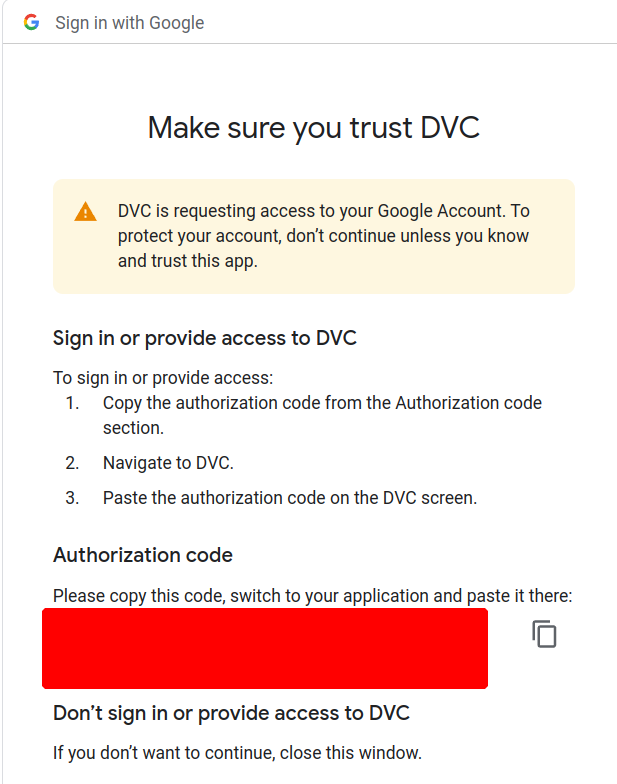 Sign in with Google
Make sure you trust DVC
DVC is requesting access to your Google Account. To
protect your account, don’t continue unless you know
and trust this app.
Sign in or provide access to DVC
To sign in or provide access:
1. Copy the authorization code from the Authorization code
section.
2. Navigate to DVC.
3. Paste the authorization code on the DVC screen.
Authorization code
Please copy this code, switch to your application and paste it there:
Don’t sign in or provide access to DVC
If you don’t want to continue, close this window.